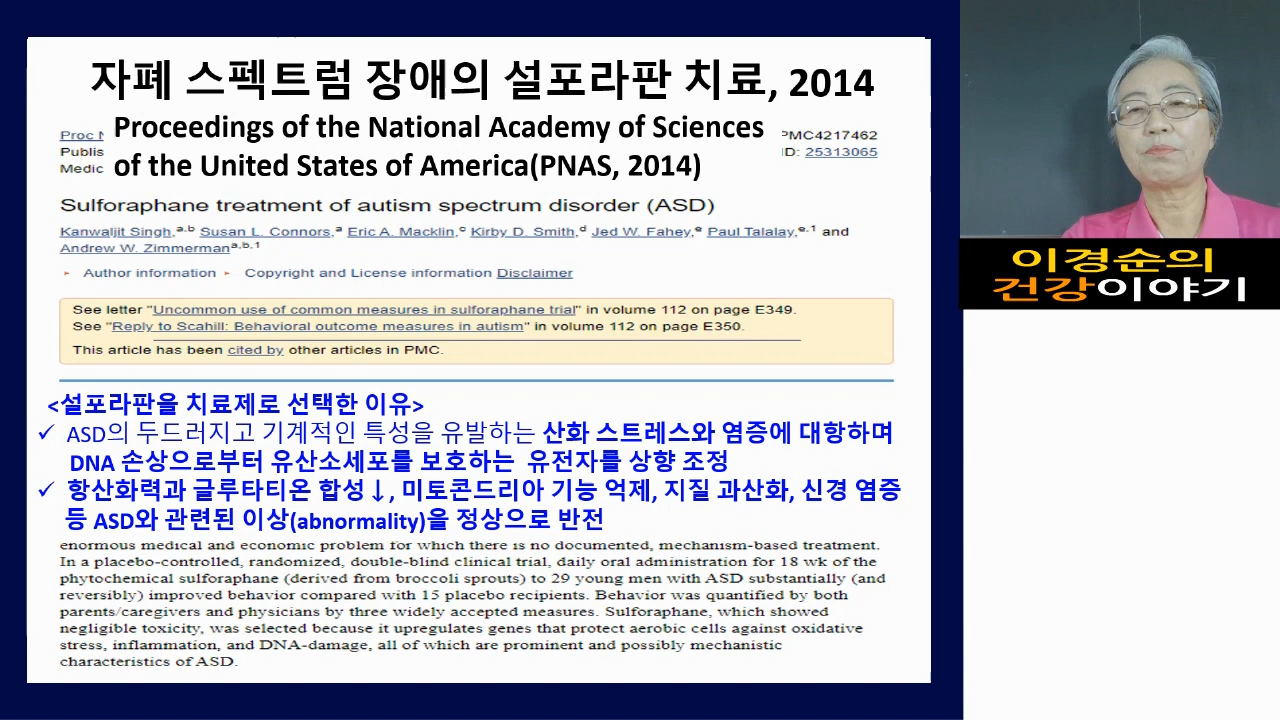 자폐 스펙트럼 장애의 설포라판 치료, 2014
Proceedings of the National Academy of Sciences
of the United States of America(PNAS, 2014)
Proc PMC4217462
Publis ID: 25313065
Medic
Sulforaphane treatment of autism spectrum disorder (ASD)
Kanwaljit Singh,a,b Susan L. Connors,a Eric A. Macklin,c Kirby D. Smith,d Jed W. Fahey,e Paul Talalay,e,1 and
Andrew W. Zimmermana,b,1
▸ Author information ▸ Copyright and License information Disclaimer
See letter "Uncommon use of common measures in sulforaphane trial" in volume 112 on page E349.
See "Reply to Scahill: Behavioral outcome measures in autism" in volume 112 on page E350.
This article has been cited by other articles in PMC.
<설포라판을 치료제로 선택한 이유>
✓ ASD의 두드러지고 기계적인 특성을 유발하는 산화 스트레스와 염증에 대항하며
DNA 손상으로부터 유산소세포를 보호하는 유전자를 상향 조정
✓ 항산화력과 글루타티온 합성↓, 미토콘드리아 기능 억제, 지질 과산화, 신경 염증
등 ASD와 관련된 이상(abnormality)을 정상으로 반전
enormous medical and economic problem for which there is no documented, mechanism-based treatment.
In a placebo-controlled, randomized, double-blind clinical trial, daily oral administration for 18 wk of the
phytochemical sulforaphane (derived from broccoli sprouts) to 29 young men with ASD substantially (and
reversibly) improved behavior compared with 15 placebo recipients. Behavior was quantified by both
parents/caregivers and physicians by three widely accepted measures. Sulforaphane, which showed
negligible toxicity, was selected because it upregulates genes that protect aerobic cells against oxidative
stress, inflammation, and DNA-damage, all of which are prominent and possibly mechanistic
characteristics of ASD.
이경순의
건강이야기